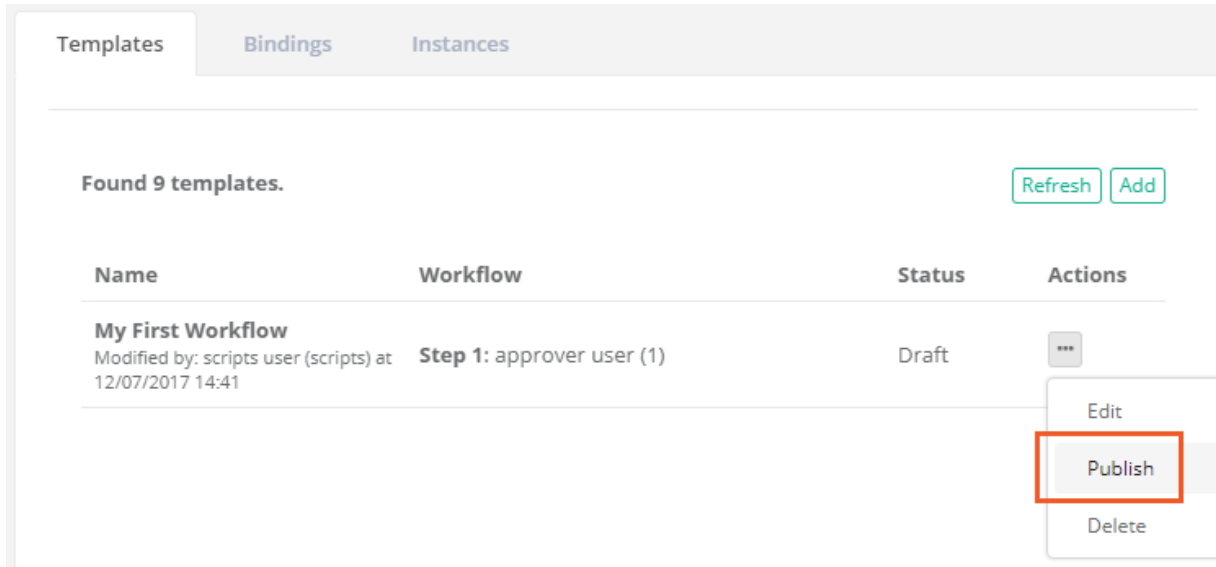 Templates Bindings Instances
Found 9 templates.
Refresh Add
Name Workflow Status Actions
My First Workflow
Modified by: scripts user (scripts) at
12/07/2017 14:41
Step 1: approver user (1)
Draft
Edit
Publish
Delete